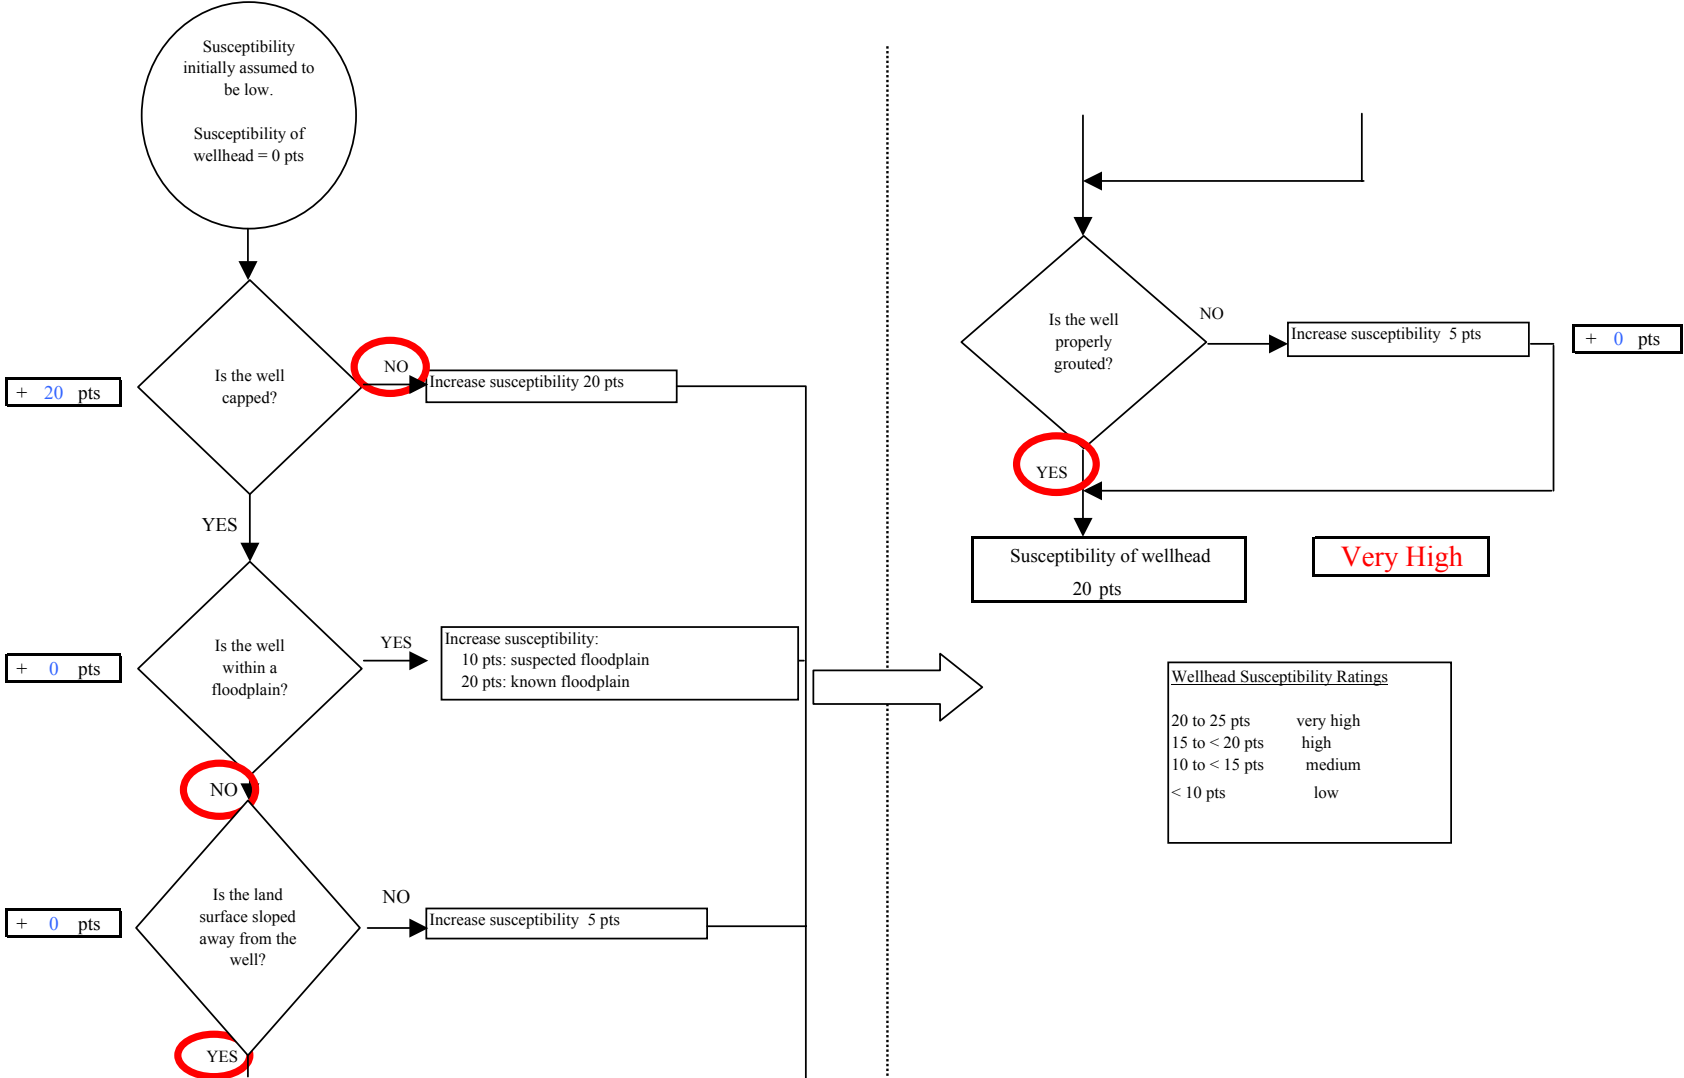 Susceptibility
initially assumed to
be low.
Susceptibility of
wellhead = 0 pts
Is the well
capped?
NO
Increase susceptibility 20 pts
+ 20 pts
YES
Is the well
within a
floodplain?
YES
Increase susceptibility:
10 pts: suspected floodplain
20 pts: known floodplain
+ 0 pts
NO
Is the land
surface sloped
away from the
well?
NO
Increase susceptibility 5 pts
+ 0 pts
YES
Is the well
properly
grouted?
NO
Increase susceptibility 5 pts
+ 0 pts
YES
Susceptibility of wellhead
20 pts
Very High
Wellhead Susceptibility Ratings
20 to 25 pts very high
15 to < 20 pts high
10 to < 15 pts medium
< 10 pts low